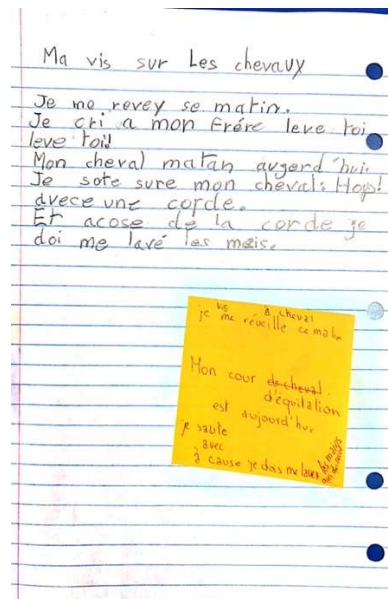 Ma vis sur Les chevaux
Je me revey se matin.
Je cri a mon Frére leve toi
leve toi!
Mon cheval matan augerd'hui.
Je sote sure mon cheval: Hop!
avece une corde.
Et acose de la corde je
doi me lavé les meis.
je vis à cheval
me réveille ce matin
Mon cour de cheval
d'équitation
est aujourd'hui
je saute
avec
à cause je dois me laver les mains